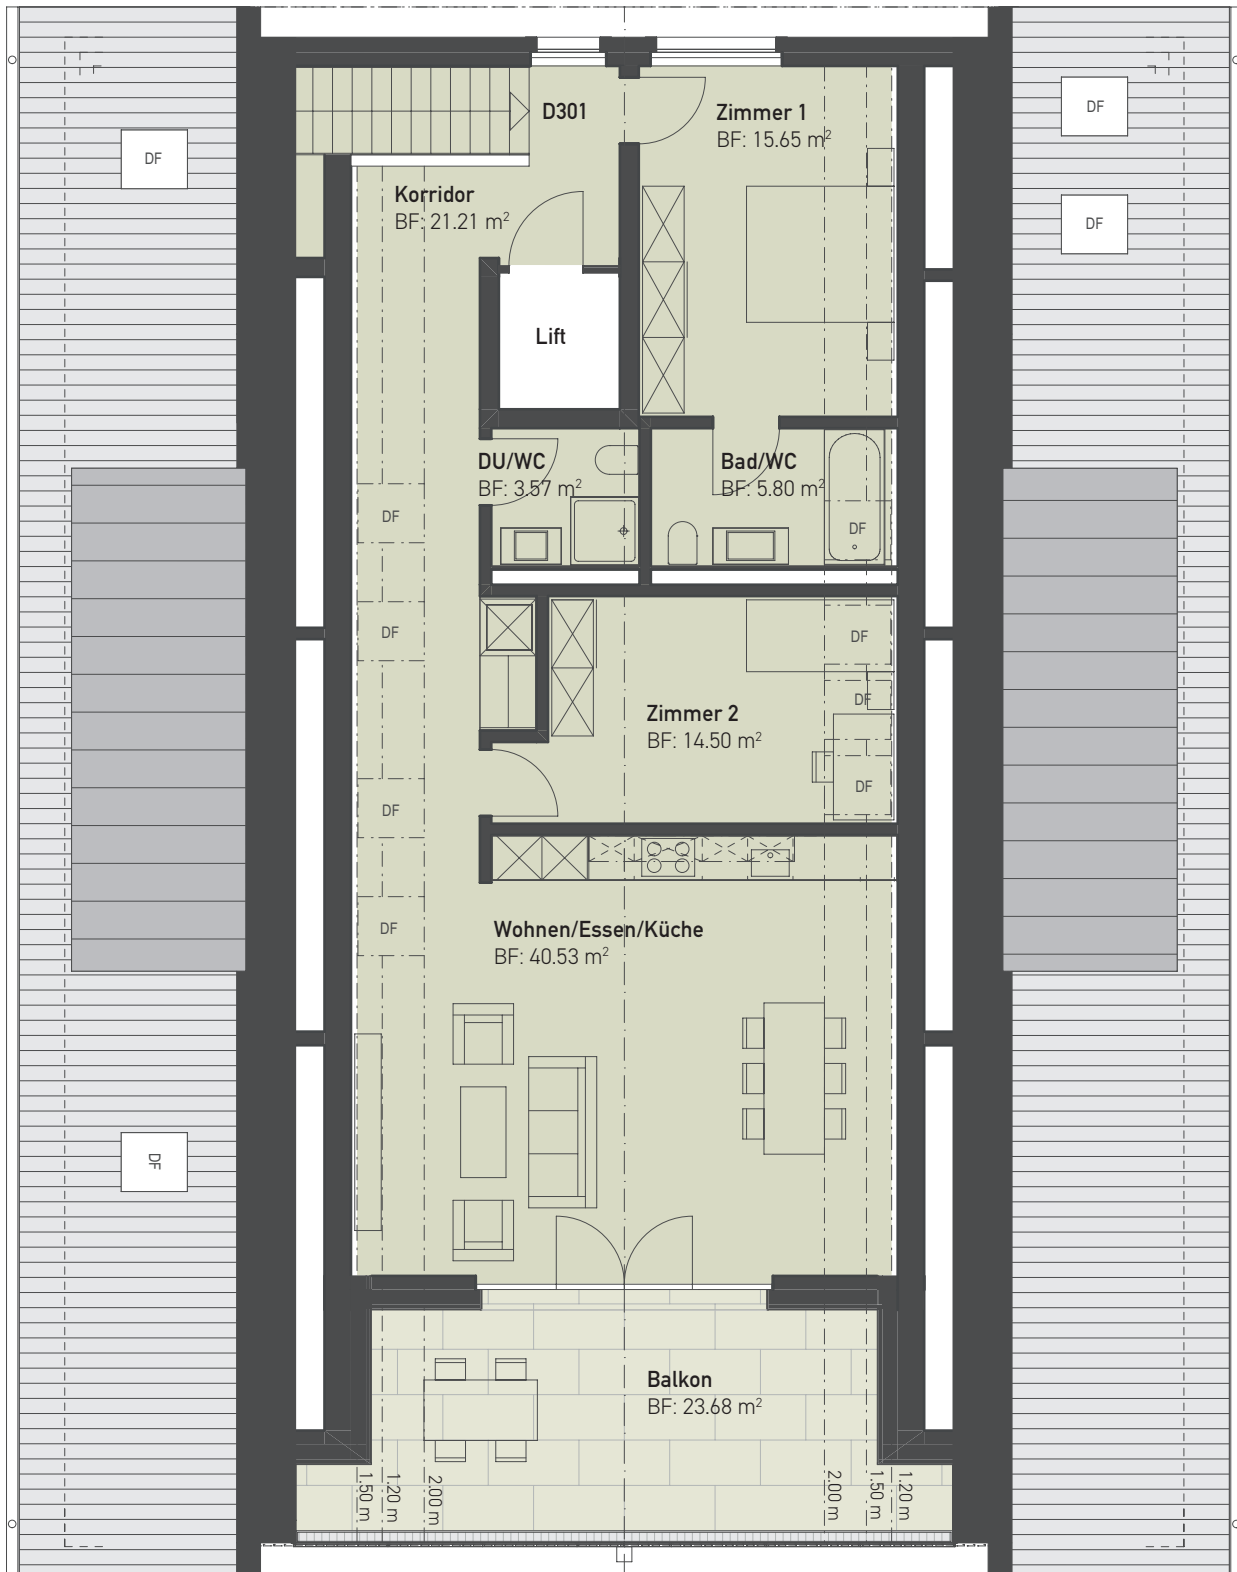 D301
Zimmer 1
BF: 15.65 m²
DF
DF
Korridor
BF: 21.21 m²
DF
Lift
DU/WC
BF: 3.57 m²
Bad/WC
BF: 5.80 m²
DF
DF
DF
DF
Zimmer 2
BF: 14.50 m²
DF
DF
DF
DF
Wohnen/Essen/Küche
BF: 40.53 m²
DF
Balkon
BF: 23.68 m²
1.50 m
1.20 m
2.00 m
2.00 m
1.50 m
1.20 m